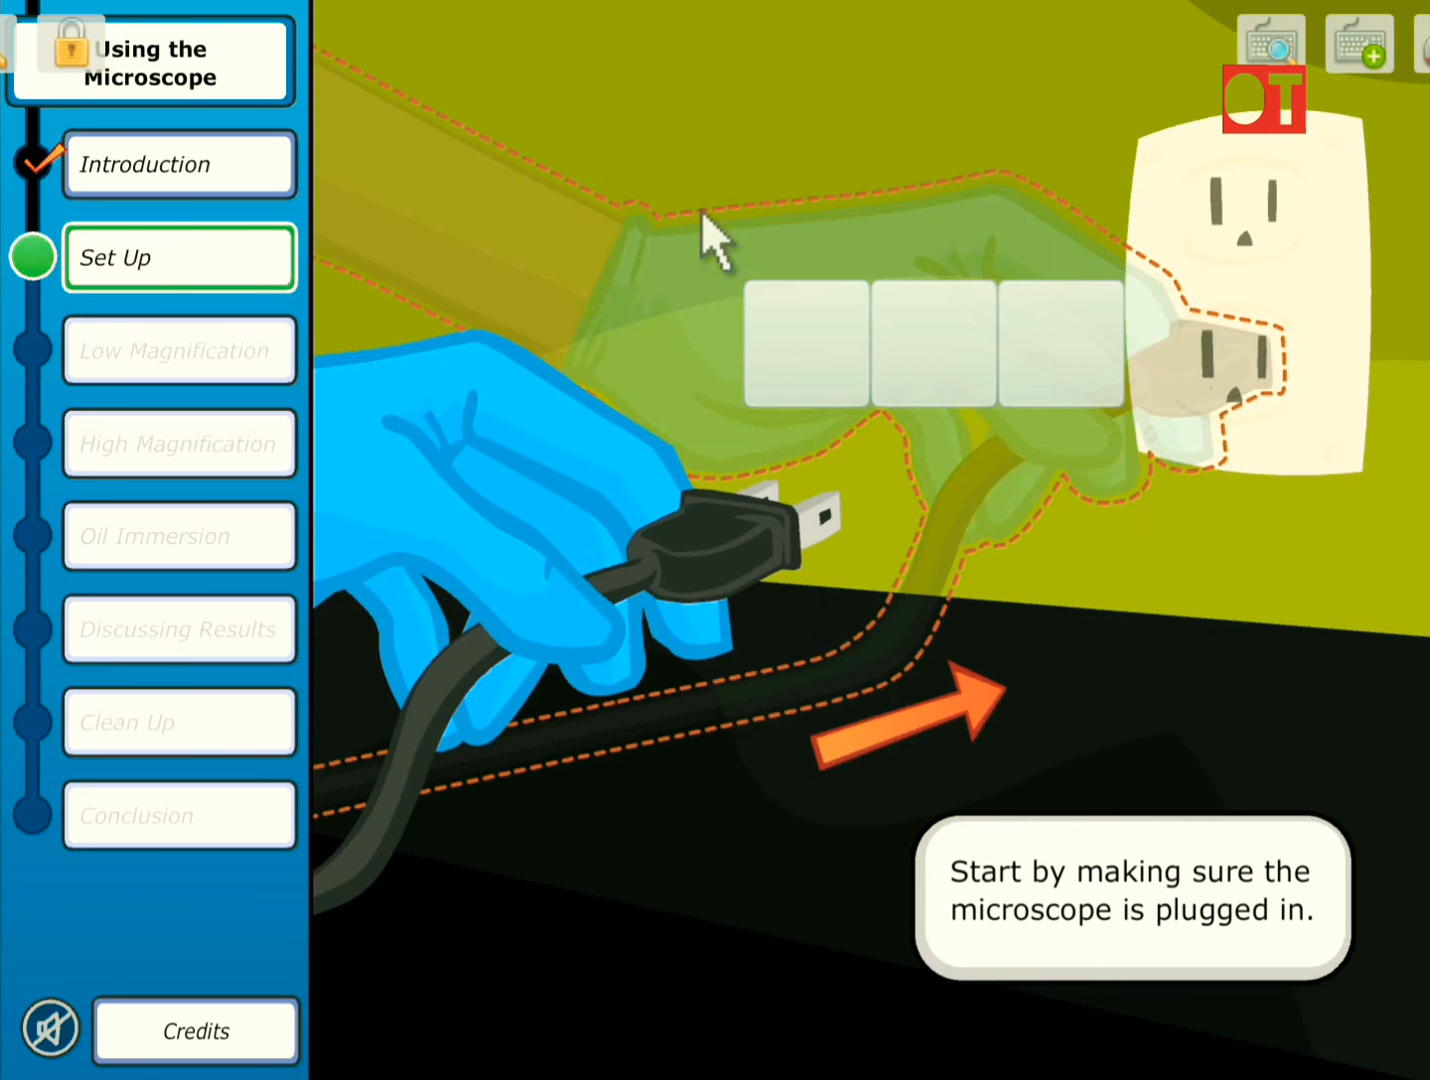 Using the
Microscope
Introduction
Set Up
Low Magnification
High Magnification
Oil Immersion
Discussing Results
Clean Up
Conclusion
Credits
OT
Start by making sure the
microscope is plugged in.